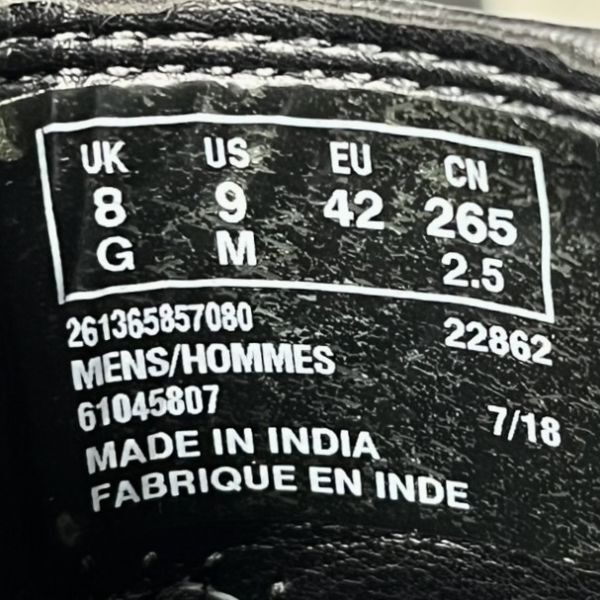 UK US EU CN
8 9 42 265
G M 2.5
261365857080 22862
MENS/HOMMES
61045807 7/18
MADE IN INDIA
FABRIQUE EN INDE